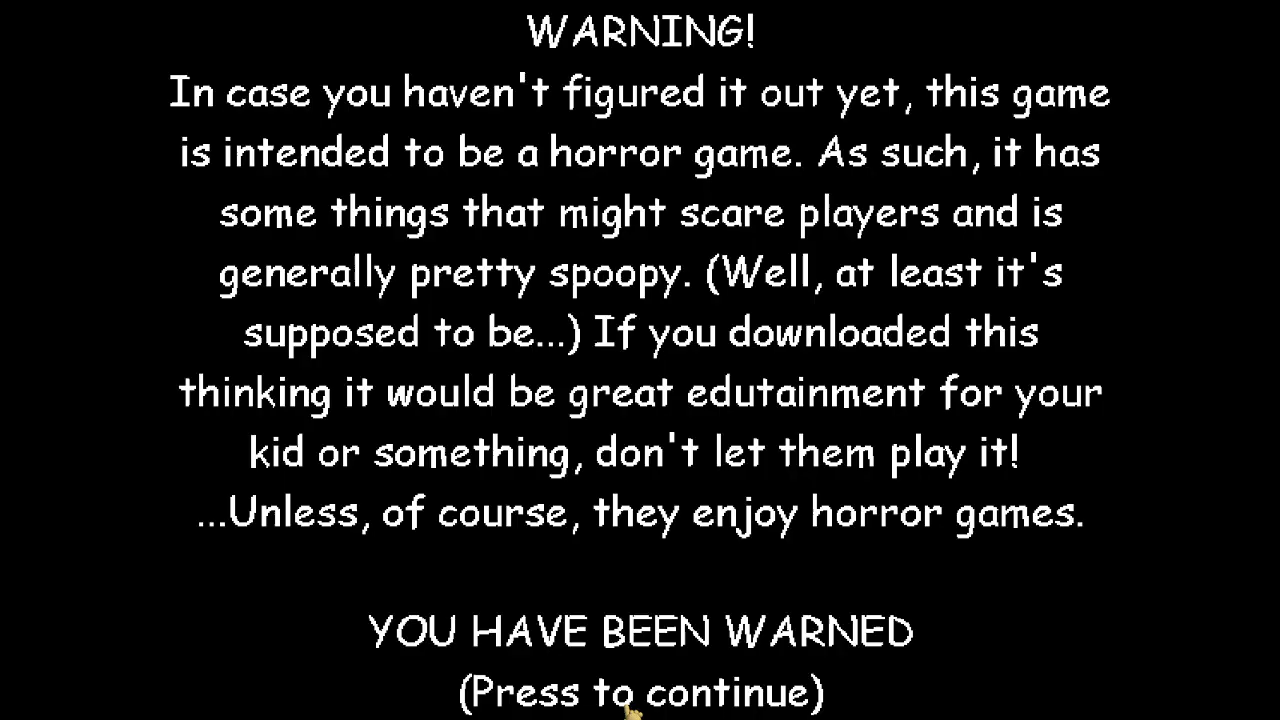 WARNING!
In case you haven't figured it out yet, this game
is intended to be a horror game. As such, it has
some things that might scare players and is
generally pretty spoopy. (Well, at least it's
supposed to be...) If you downloaded this
thinking it would be great edutainment for your
kid or something, don't let them play it!
...Unless, of course, they enjoy horror games.
YOU HAVE BEEN WARNED
(Press to continue)